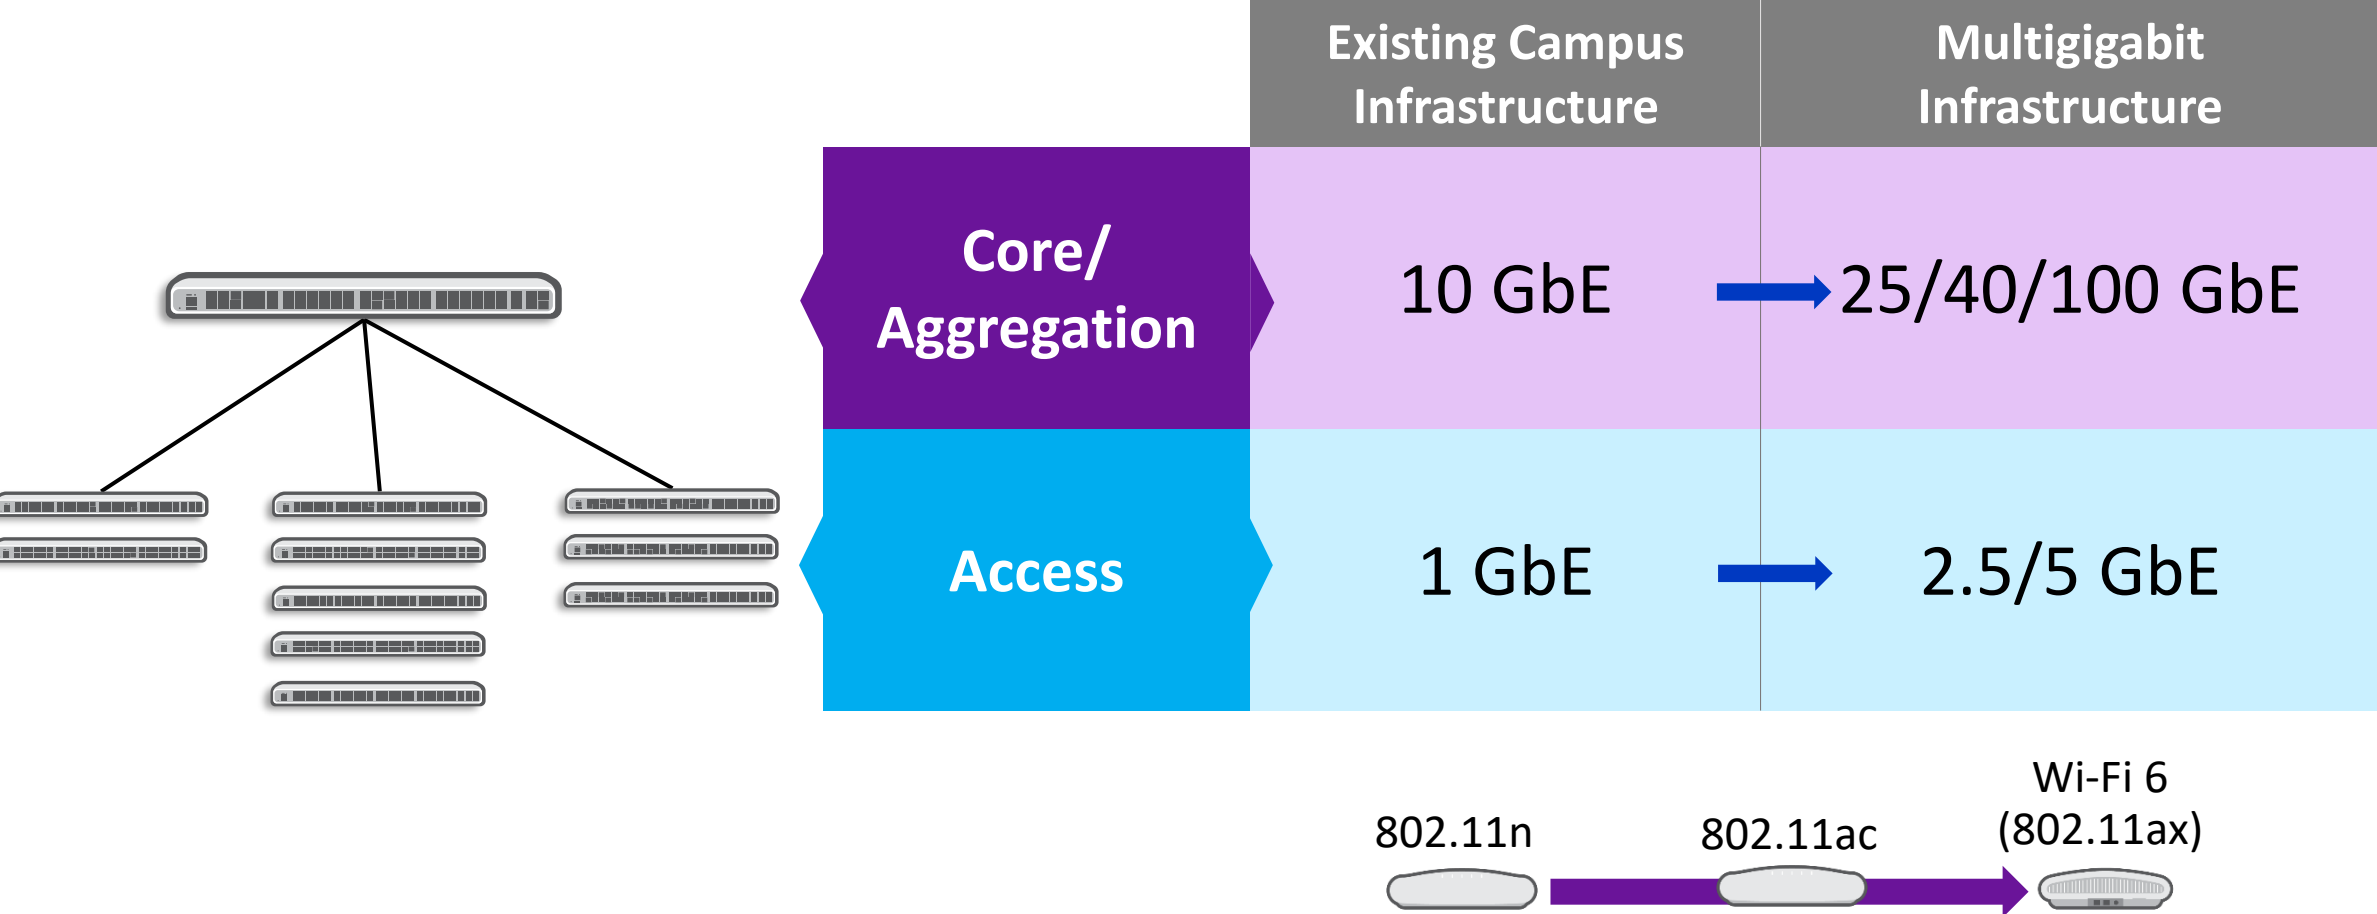 Existing Campus
Infrastructure
Multigigabit
Infrastructure
Core/
Aggregation
10 GbE
25/40/100 GbE
Access
1 GbE
2.5/5 GbE
802.11n
802.11ac
Wi-Fi 6
(802.11ax)